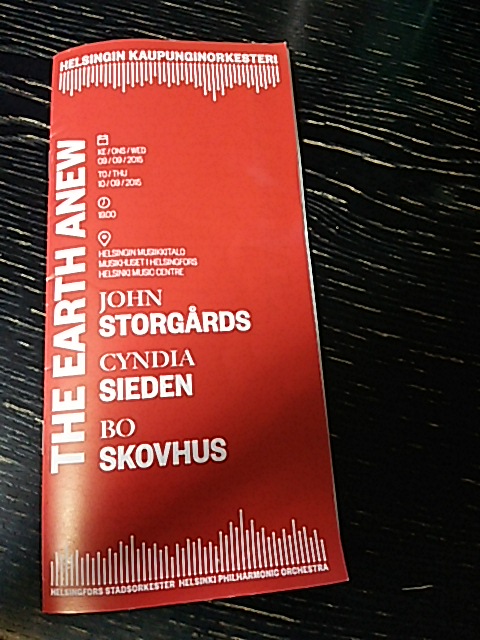 HELSINGIN KAUPUNGINORKESTERI
KE / ONS / WED
09 / 09 / 2015
TO / THU
10 / 09 / 2015
19.00
HELSINGIN MUSIIKKITALO
MUSIKHUSET I HELSINGFORS
HELSINKI MUSIC CENTRE
THE EARTH ANEW
JOHN
STORGÅRDS
CYNDIA
SIEDEN
BO
SKOVHUS
HELSINGFORS STADSORKESTER HELSINKI PHILHARMONIC ORCHESTRA